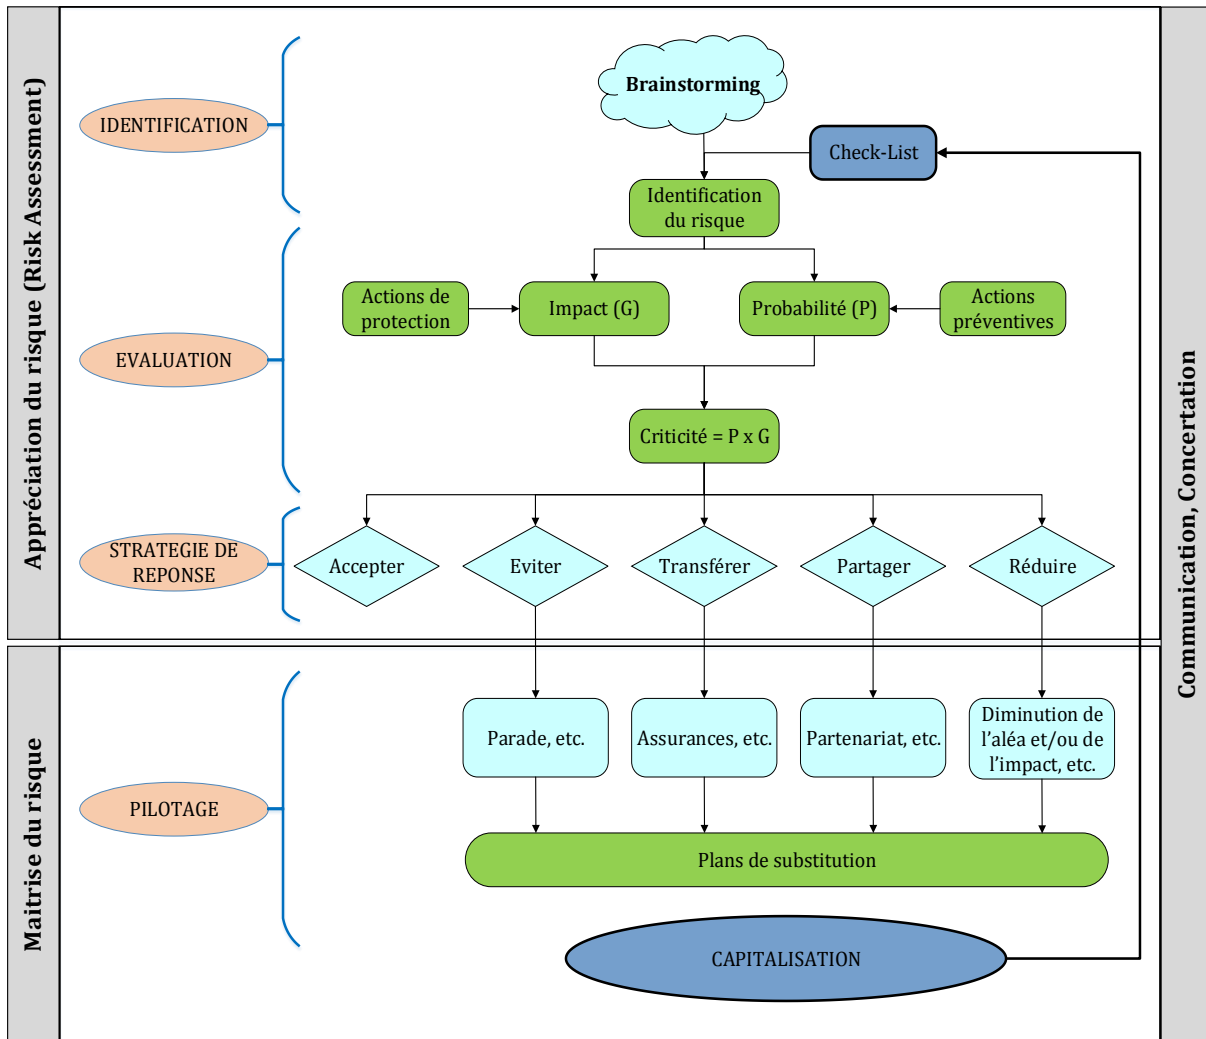 Appréciation du risque (Risk Assessment)
IDENTIFICATION
Brainstorming
Check-List
Identification
du risque
EVALUATION
Actions de
protection
Impact (G)
Probabilité (P)
Actions
préventives
Criticité = P x G
STRATEGIE DE
REPONSE
Accepter
Eviter
Transférer
Partager
Réduire
Maitrise du risque
PILOTAGE
Parade, etc.
Assurances, etc.
Partenariat, etc.
Diminution de
l’aléa et/ou de
l’impact, etc.
Plans de substitution
CAPITALISATION
Communication, Concertation